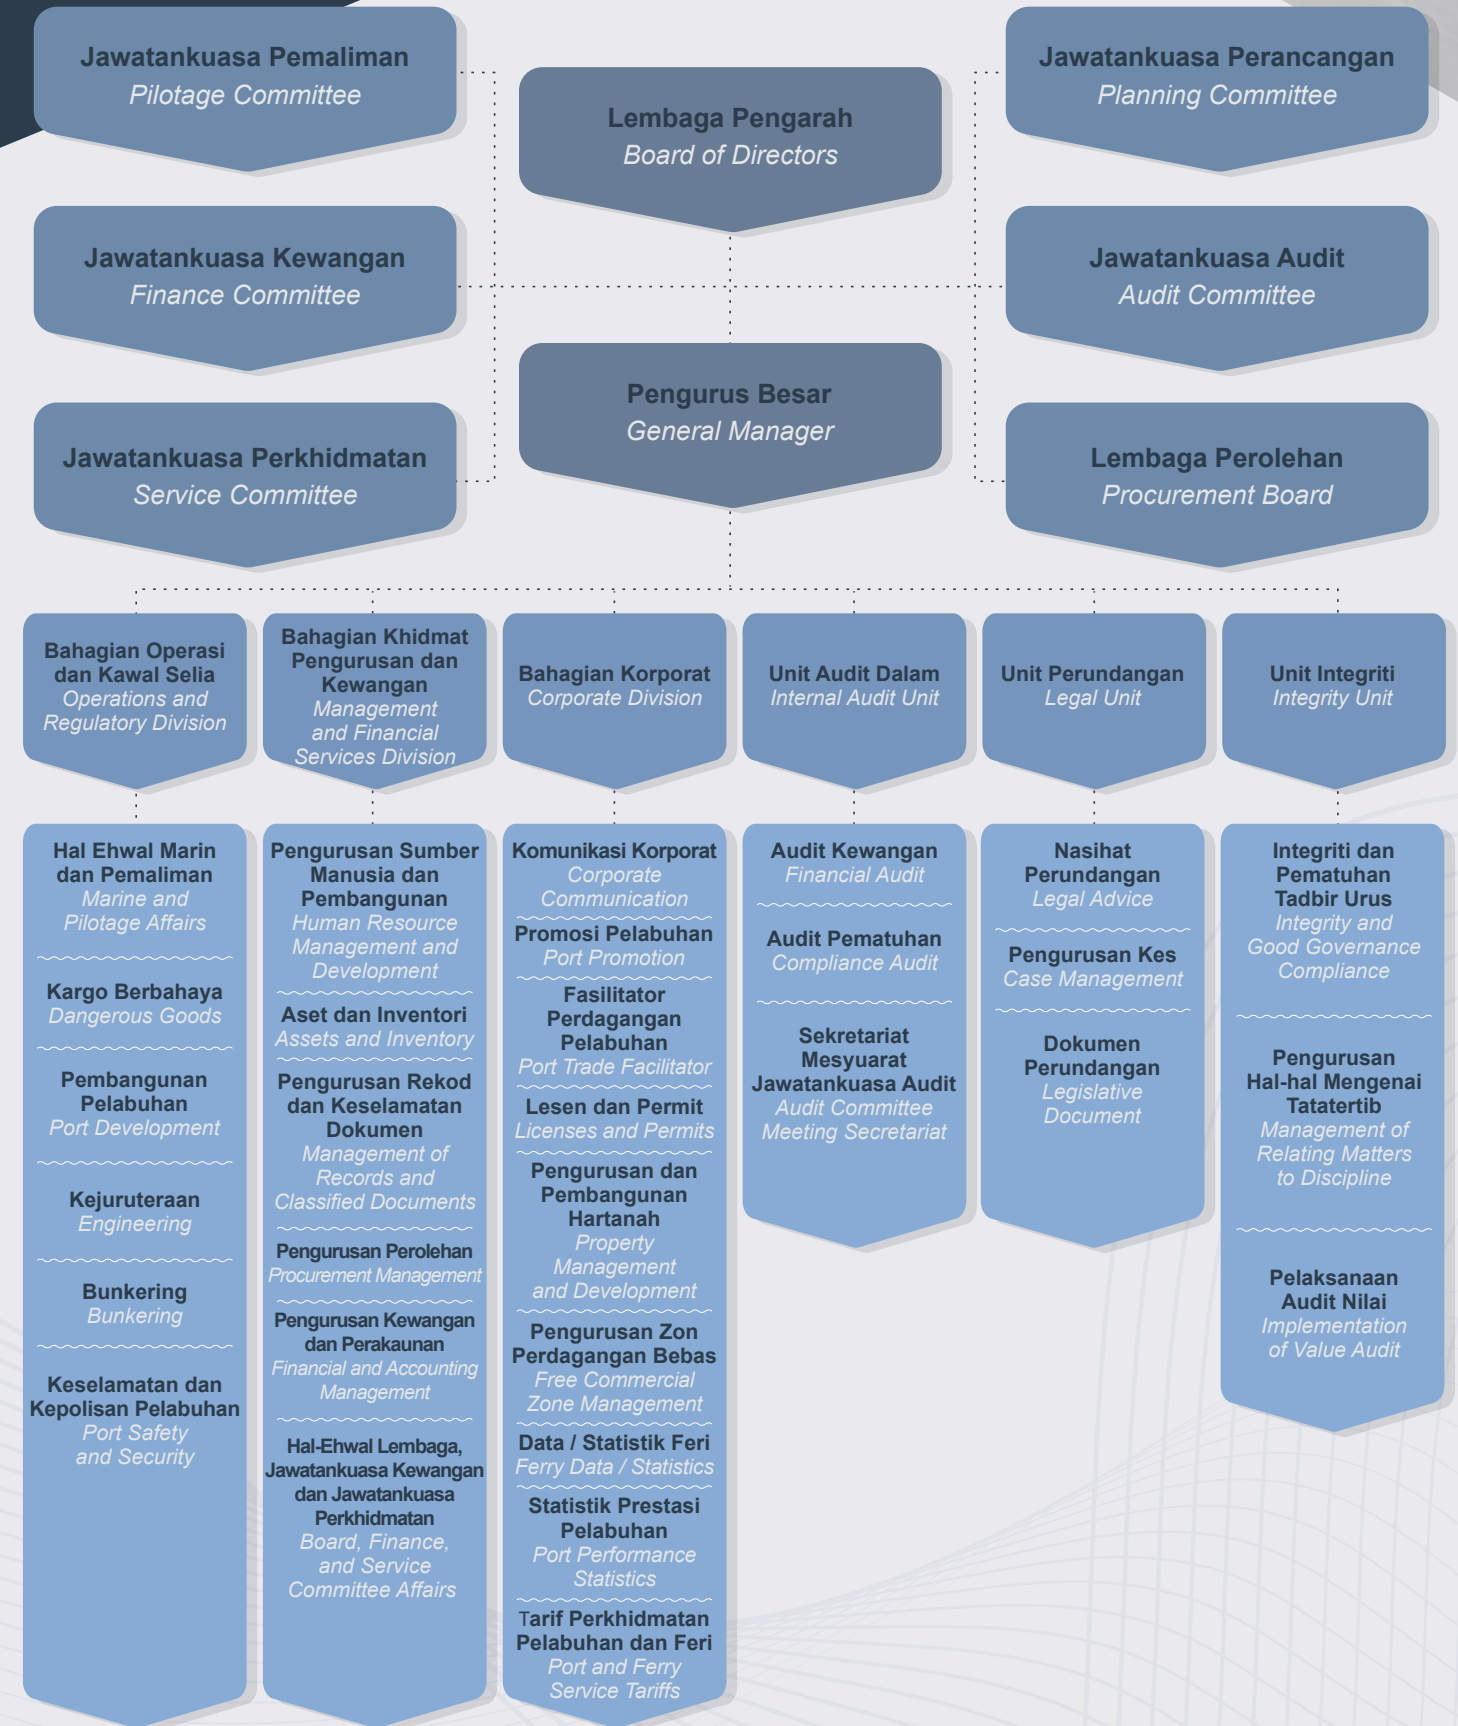 Jawatankuasa Pemaliman
Pilotage Committee
Lembaga Pengarah
Board of Directors
Jawatankuasa Perancangan
Planning Committee
Jawatankuasa Kewangan
Finance Committee
Jawatankuasa Audit
Audit Committee
Pengurus Besar
General Manager
Jawatankuasa Perkhidmatan
Service Committee
Lembaga Perolehan
Procurement Board
Bahagian Operasi
dan Kawal Selia
Operations and
Regulatory Division
Bahagian Khidmat
Pengurusan dan
Kewangan
Management
and Financial
Services Division
Bahagian Korporat
Corporate Division
Unit Audit Dalam
Internal Audit Unit
Unit Perundangan
Legal Unit
Unit Integriti
Integrity Unit
Hal Ehwal Marin
dan Pemaliman
Marine and
Pilotage Affairs
Kargo Berbahaya
Dangerous Goods
Pembangunan
Pelabuhan
Port Development
Kejuruteraan
Engineering
Bunkering
Bunkering
Keselamatan dan
Kepolisan Pelabuhan
Port Safety
and Security
Pengurusan Sumber
Manusia dan
Pembangunan
Human Resource
Management and
Development
Aset dan Inventori
Assets and Inventory
Pengurusan Rekod
dan Keselamatan
Dokumen
Management of
Records and
Classified Documents
Pengurusan Perolehan
Procurement Management
Pengurusan Kewangan
dan Perakaunan
Financial and Accounting
Management
Hal-Ehwal Lembaga,
Jawatankuasa Kewangan
dan Jawatankuasa
Perkhidmatan
Board, Finance,
and Service
Committee Affairs
Komunikasi Korporat
Corporate
Communication
Promosi Pelabuhan
Port Promotion
Fasilitator
Perdagangan
Pelabuhan
Port Trade Facilitator
Lesen dan Permit
Licenses and Permits
Pengurusan dan
Pembangunan
Hartanah
Property
Management
and Development
Pengurusan Zon
Perdagangan Bebas
Free Commercial
Zone Management
Data / Statistik Feri
Ferry Data / Statistics
Statistik Prestasi
Pelabuhan
Port Performance
Statistics
Tarif Perkhidmatan
Pelabuhan dan Feri
Port and Ferry
Service Tariffs
Audit Kewangan
Financial Audit
Audit Pematuhan
Compliance Audit
Sekretariat
Mesyuarat
Jawatankuasa Audit
Audit Committee
Meeting Secretariat
Nasihat
Perundangan
Legal Advice
Pengurusan Kes
Case Management
Dokumen
Perundangan
Legislative
Document
Integriti dan
Pematuhan
Tadbir Urus
Integrity and
Good Governance
Compliance
Pengurusan
Hal-hal Mengenai
Tatatertib
Management of
Relating Matters
to Discipline
Pelaksanaan
Audit Nilai
Implementation
of Value Audit